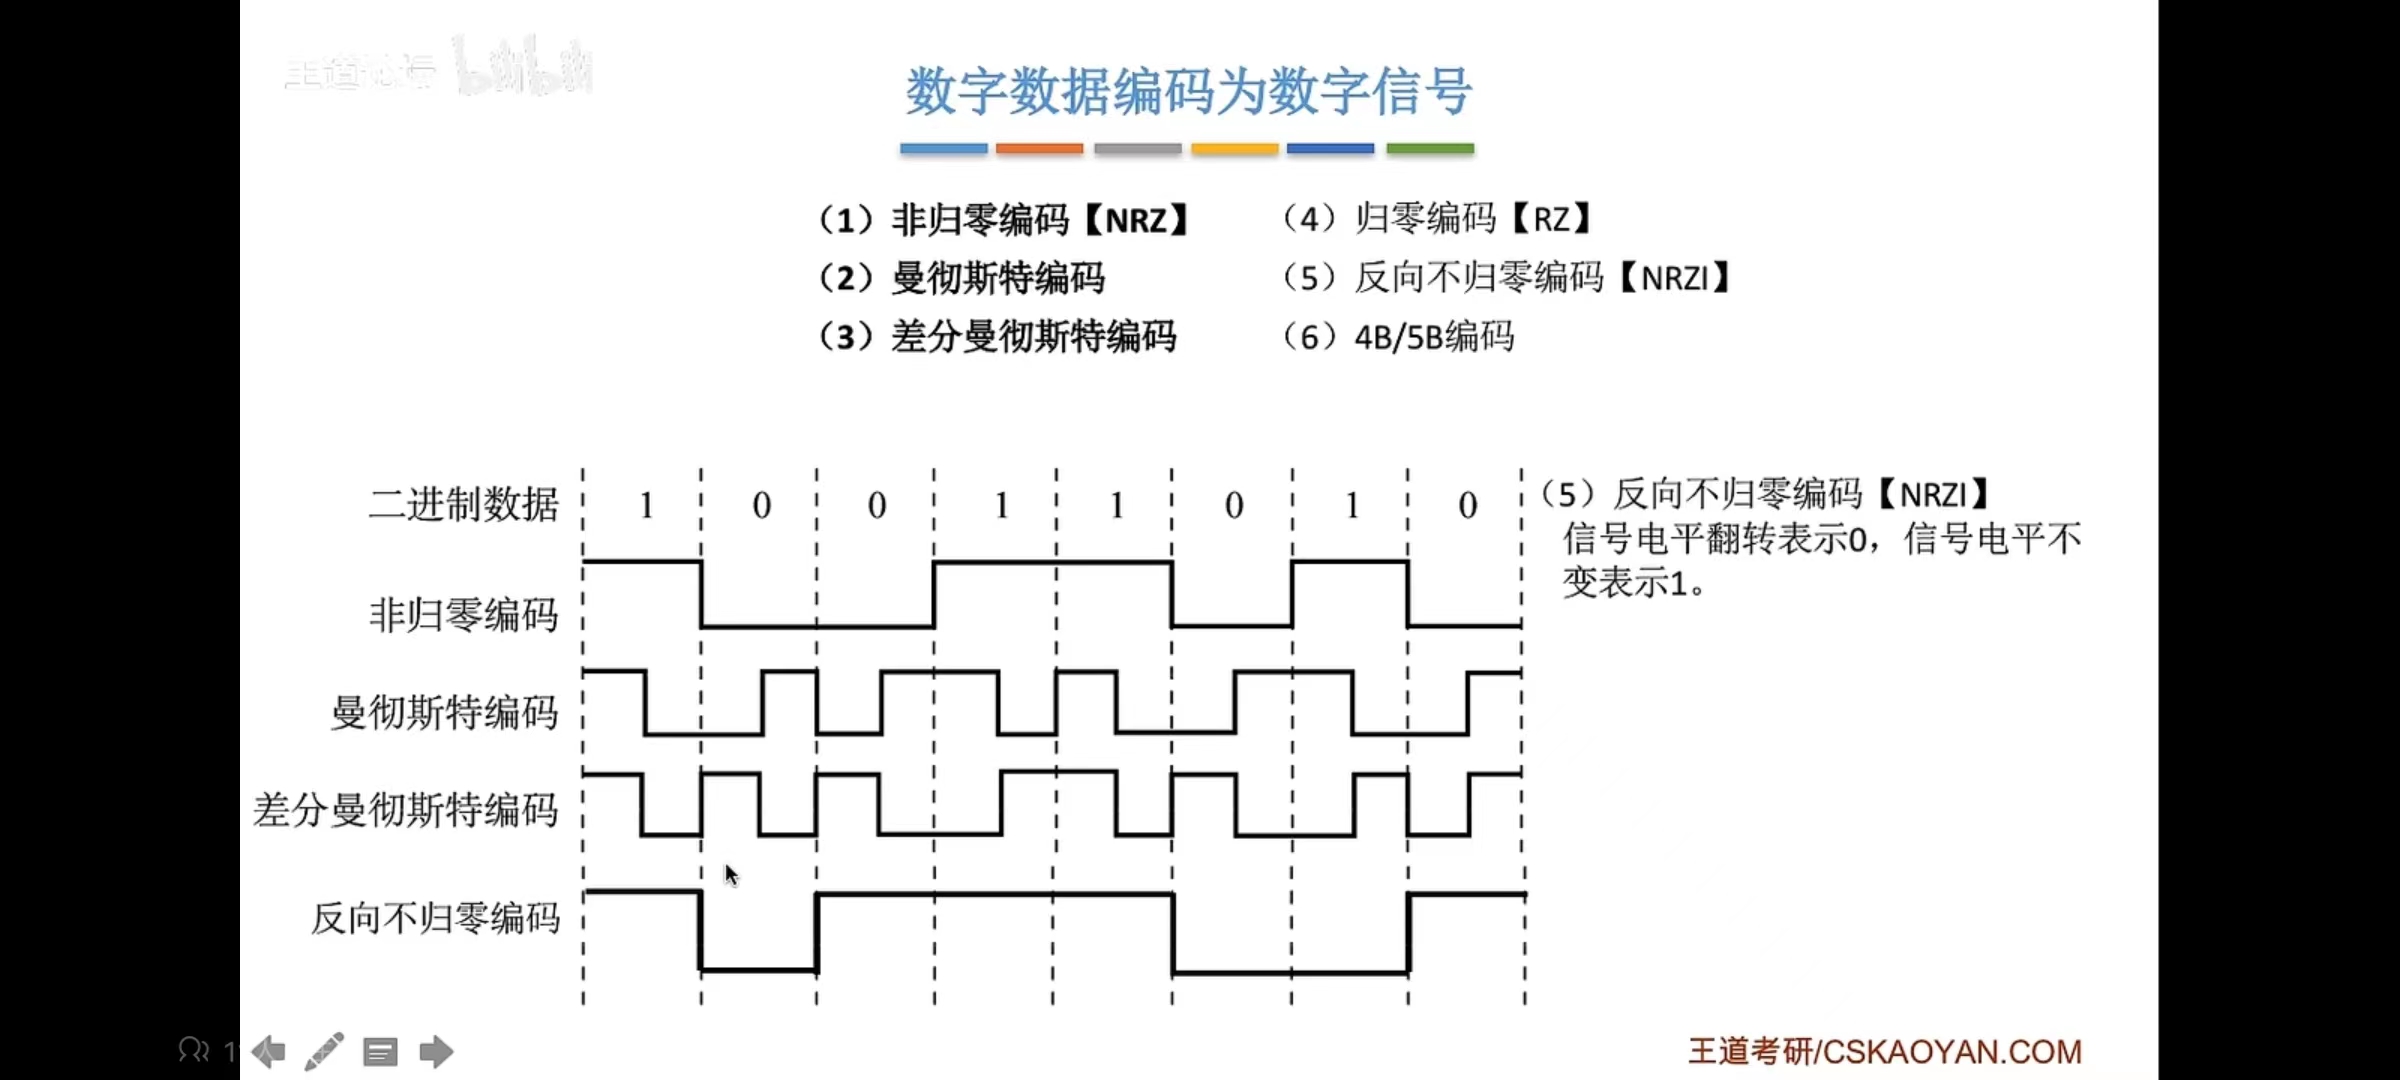 王道论坛 bilibili
数字数据编码为数字信号
（1）非归零编码【NRZ】
（2）曼彻斯特编码
（3）差分曼彻斯特编码
（4）归零编码【RZ】
（5）反向不归零编码【NRZI】
（6）4B/5B编码
二进制数据 1 0 0 1 1 0 1 0
非归零编码
曼彻斯特编码
差分曼彻斯特编码
反向不归零编码
（5）反向不归零编码【NRZI】
信号电平翻转表示0，信号电平不
变表示1。
王道考研/CSKAOYAN.COM